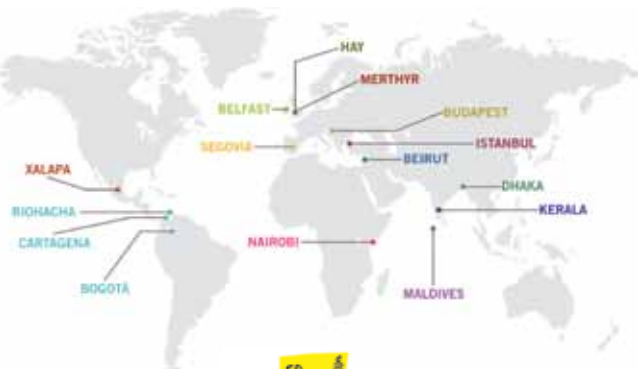 HAY
MERTHYR
BELFAST
BUDAPEST
SEGOVIA
ISTANBUL
BEIRUT
XALAPA
DHAKA
RIOHACHA
KERALA
CARTAGENA
NAIROBI
BOGOTÁ
MALDIVES